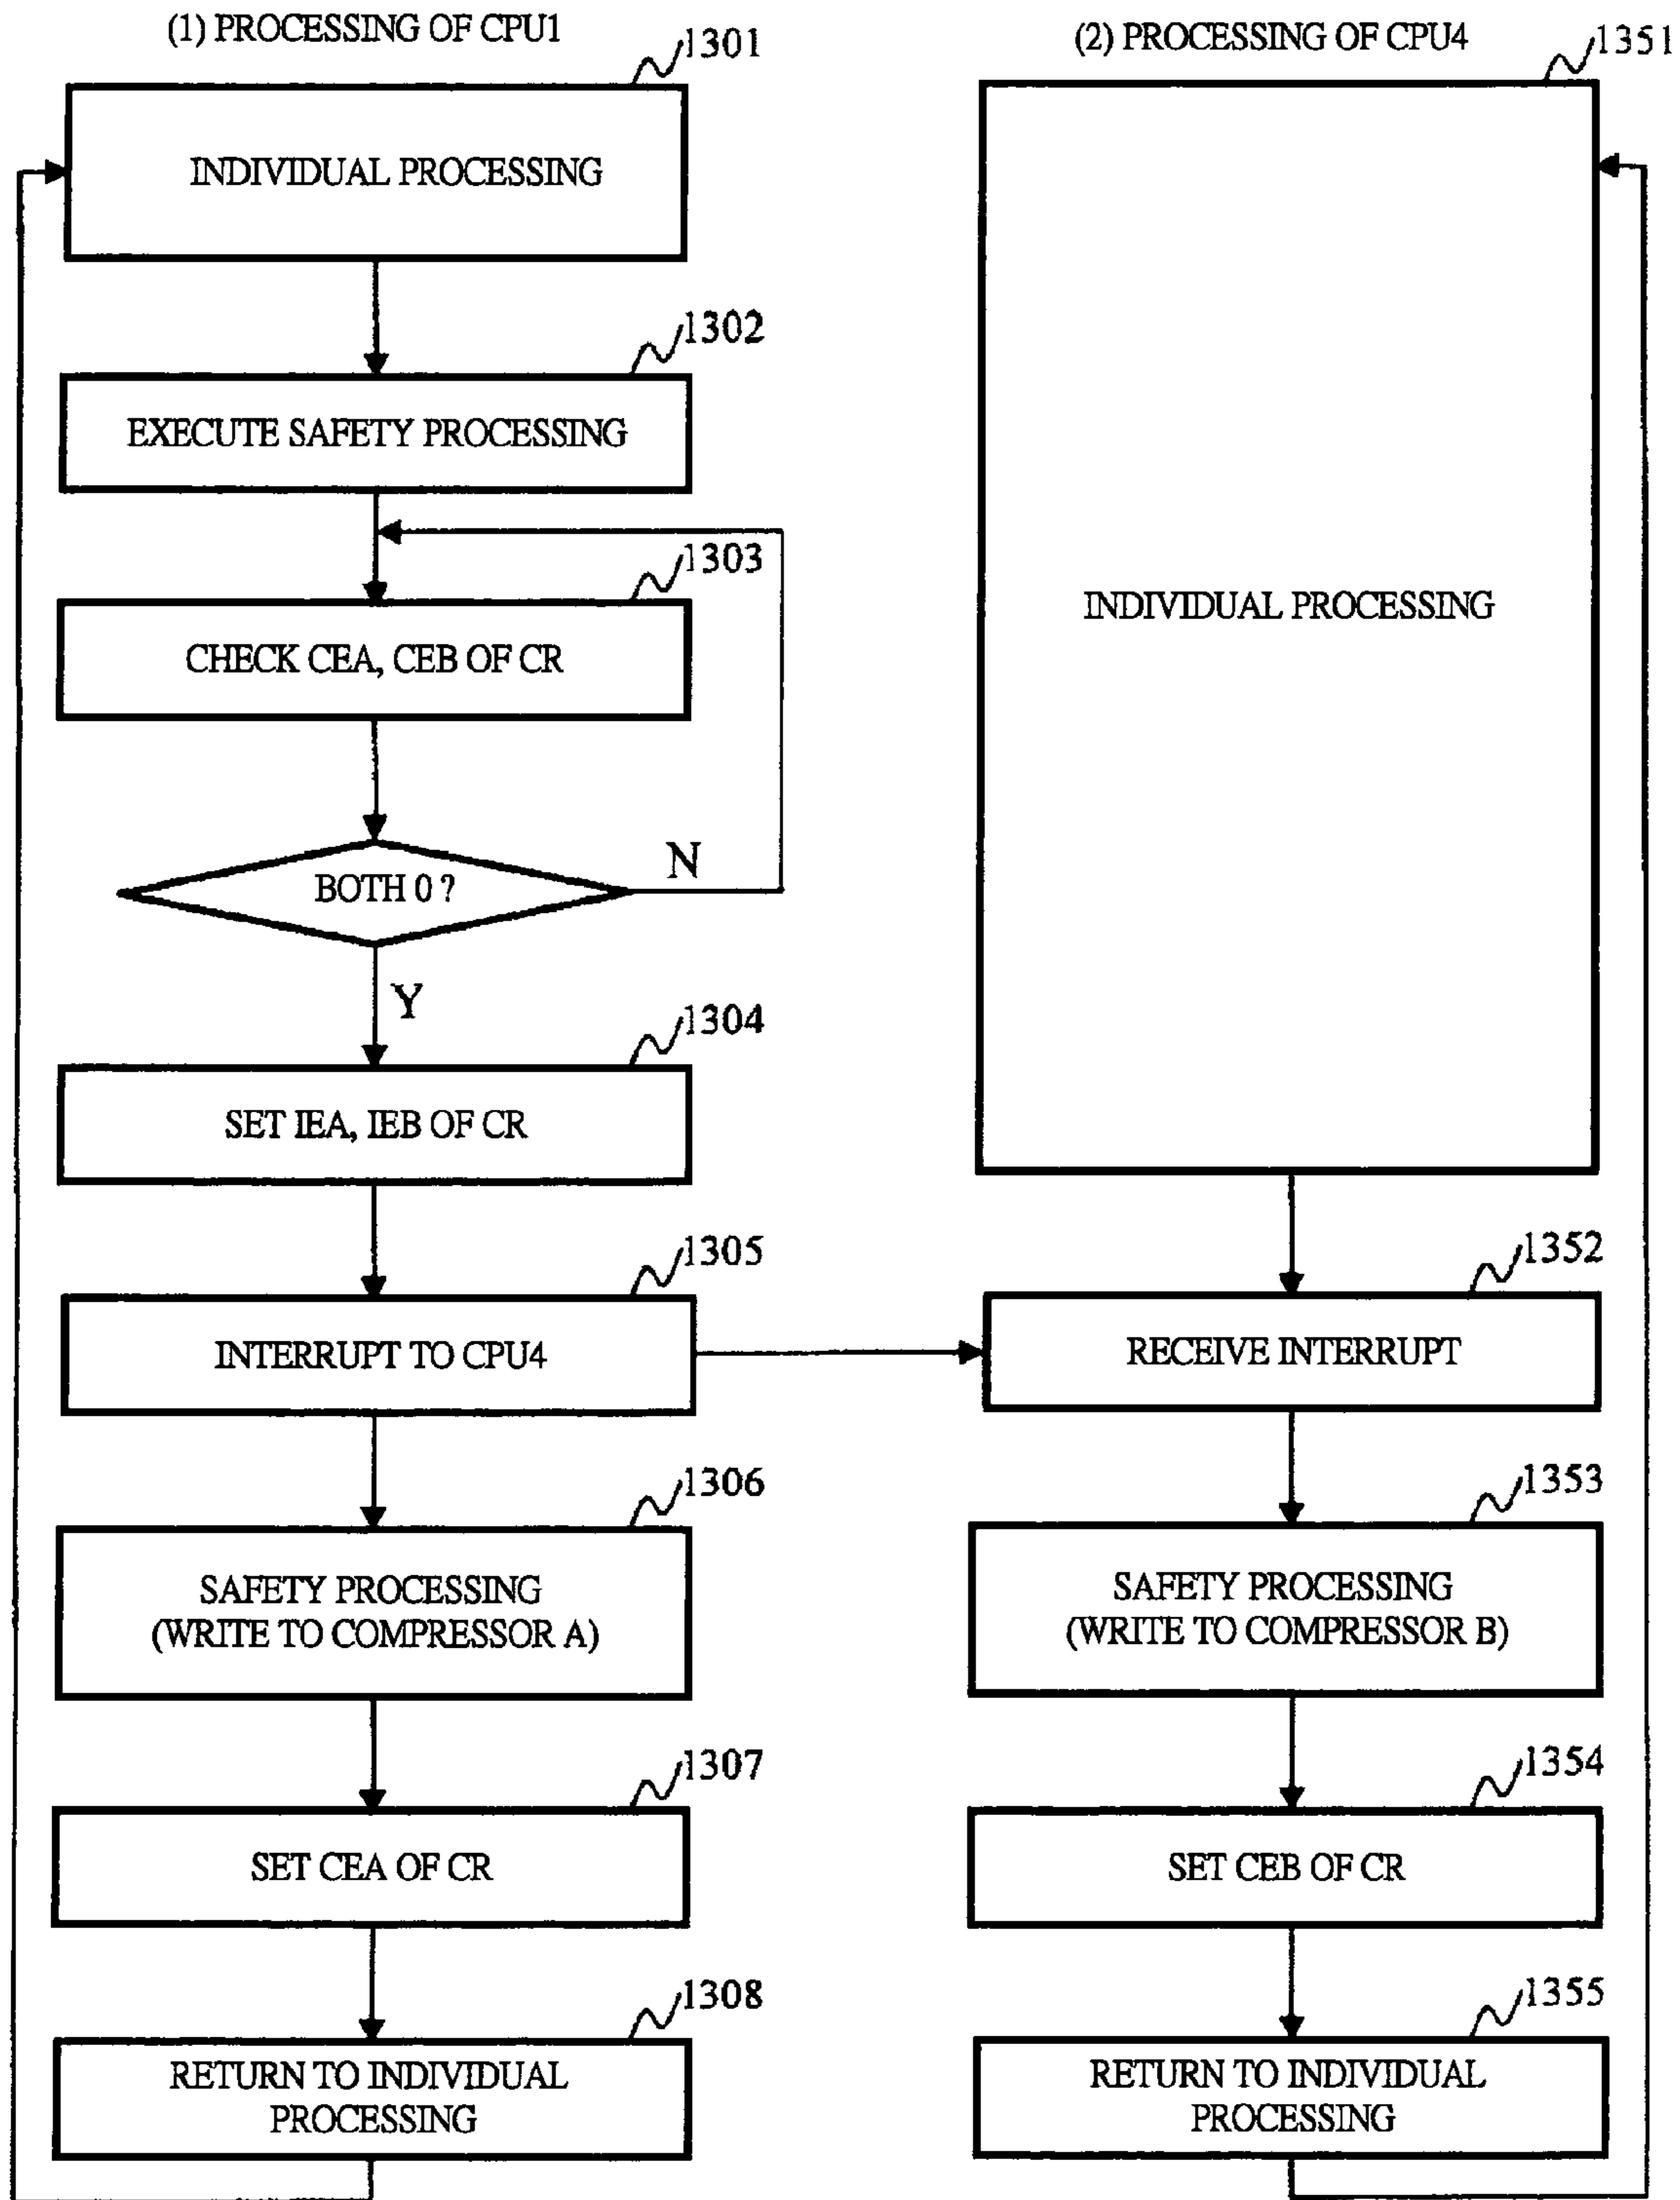 (1) PROCESSING OF CPU1
1301
INDIVIDUAL PROCESSING
1302
EXECUTE SAFETY PROCESSING
1303
CHECK CEA, CEB OF CR
BOTH 0 ?
N
Y
1304
SET IEA, IEB OF CR
1305
INTERRUPT TO CPU4
1306
SAFETY PROCESSING
(WRITE TO COMPRESSOR A)
1307
SET CEA OF CR
1308
RETURN TO INDIVIDUAL
PROCESSING
(2) PROCESSING OF CPU4
1351
INDIVIDUAL PROCESSING
1352
RECEIVE INTERRUPT
1353
SAFETY PROCESSING
(WRITE TO COMPRESSOR B)
1354
SET CEB OF CR
1355
RETURN TO INDIVIDUAL
PROCESSING